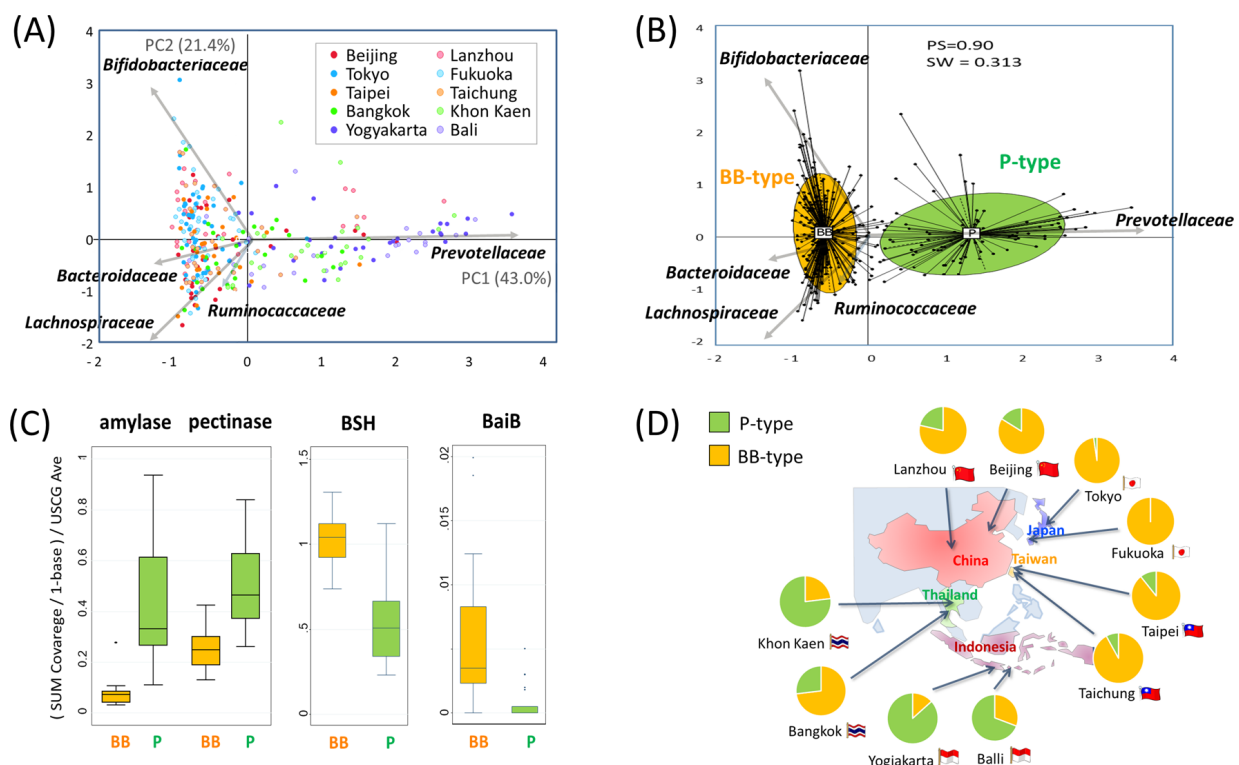 (A)
4
3
2
1
0
-1
-2
PC2 (21.4%)
Bifidobacteriaceae
Beijing
Lanzhou
Tokyo
Fukuoka
Taipei
Taichung
Bangkok
Khon Kaen
Yogyakarta
Bali
Bacteroidaceae
Prevotellaceae
PC1 (43.0%)
Ruminoccaceae
Lachnospiraceae
-2
-1
0
1
2
3
4
(B)
4
3
2
1
0
-1
-2
PS=0.90
SW = 0.313
Bifidobacteriaceae
BB-type
P-type
BB
P
Prevotellaceae
Bacteroidaceae
Lachnospiraceae
Ruminococcaceae
-2
-1
0
1
2
3
4
(C)
amylase
pectinase
BSH
BaiB
( SUM Covarege / 1-base) / USCG Ave
1
0.8
0.6
0.4
0.2
0
1.5
1
.5
0
.02
.015
.01
.005
0
BB
P
BB
P
BB
P
BB
P
(D)
P-type
BB-type
Lanzhou
Beijing
Tokyo
Fukuoka
Taipei
Taichung
Khon Kaen
Bangkok
Yogjakarta
Balli
Japan
China
Taiwan
Thailand
Indonesia